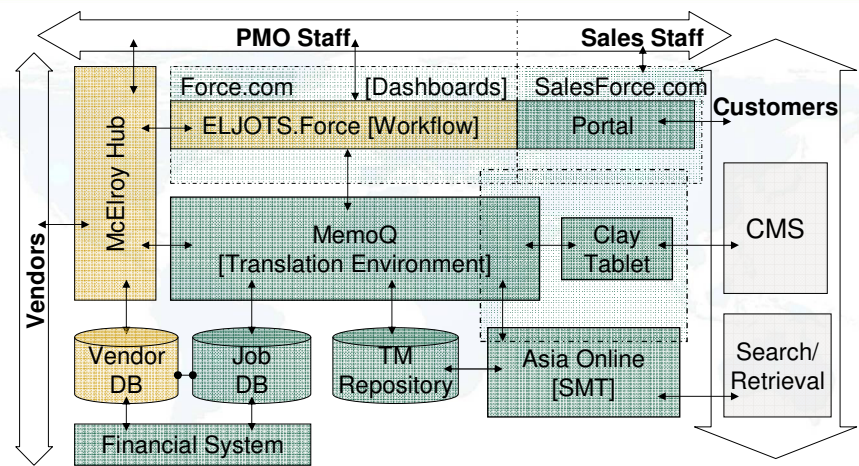 PMO Staff
Sales Staff
Force.com
[Dashboards]
SalesForce.com
Customers
ELJOTS.Force [Workflow]
Portal
McElroy Hub
Vendors
MemoQ
[Translation Environment]
Clay
Tablet
CMS
Vendor
DB
Job
DB
TM
Repository
Asia Online
[SMT]
Search/
Retrieval
Financial System